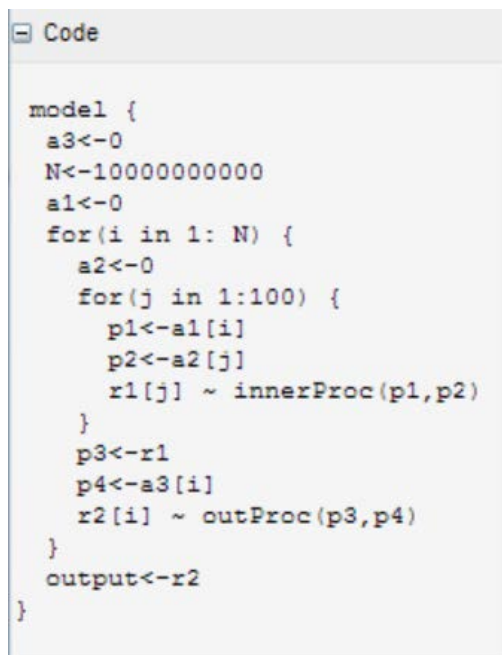 Code
model {
a3<-0
N<-10000000000
a1<-0
for(i in 1: N) {
a2<-0
for(j in 1:100) {
p1<-a1[i]
p2<-a2[j]
r1[j] ~ innerProc(p1,p2)
}
p3<-r1
p4<-a3[i]
r2[i] ~ outProc(p3,p4)
}
output<-r2
}